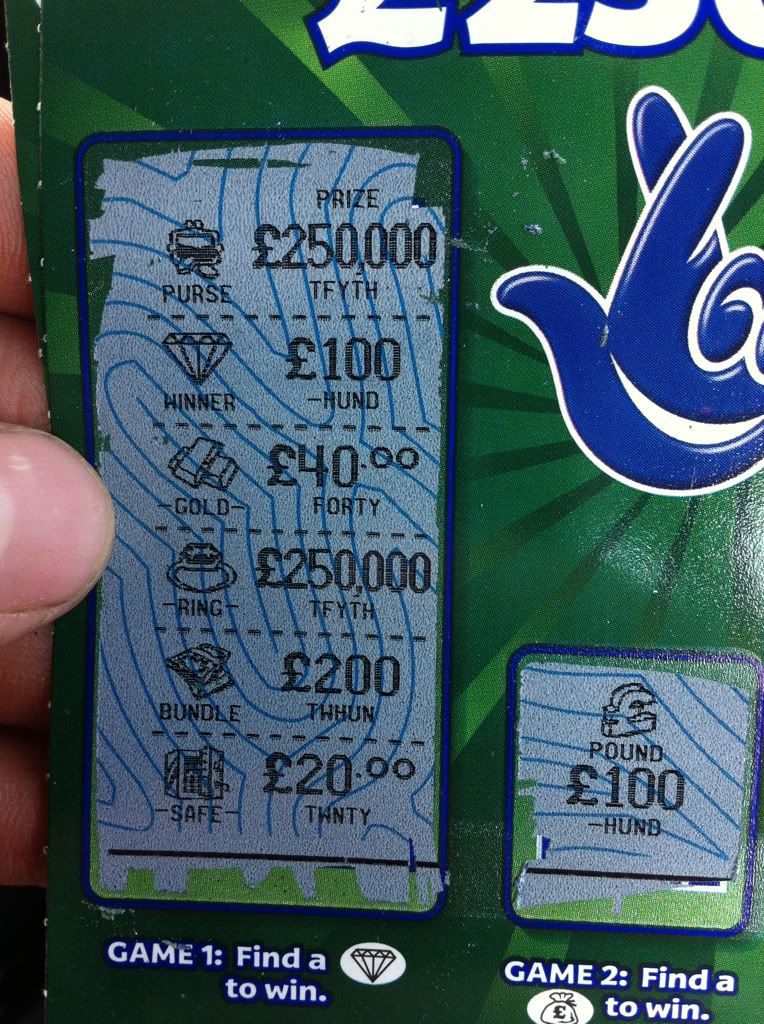 PRIZE
£250,000
PURSE TFYTH
£100
WINNER -HUND
£40.00
-GOLD- FORTY
£250,000
-RING- TFYTH
£200
BUNDLE TWHUN
£20.00
-SAFE- TWNTY
POUND
£100
-HUND
GAME 1: Find a
to win.
GAME 2: Find a
£ to win.